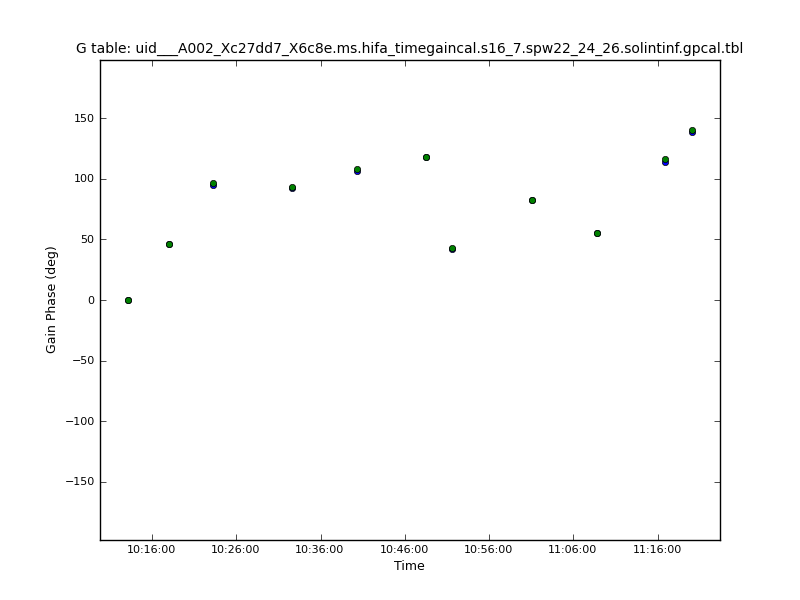 G table: uid___A002_Xc27dd7_X6c8e.ms.hifa_timegaincal.s16_7.spw22_24_26.solintinf.gpcal.tbl
150
100
50
0
−50
−100
−150
Gain Phase (deg)
10:16:00 10:26:00 10:36:00 10:46:00 10:56:00 11:06:00 11:16:00
Time